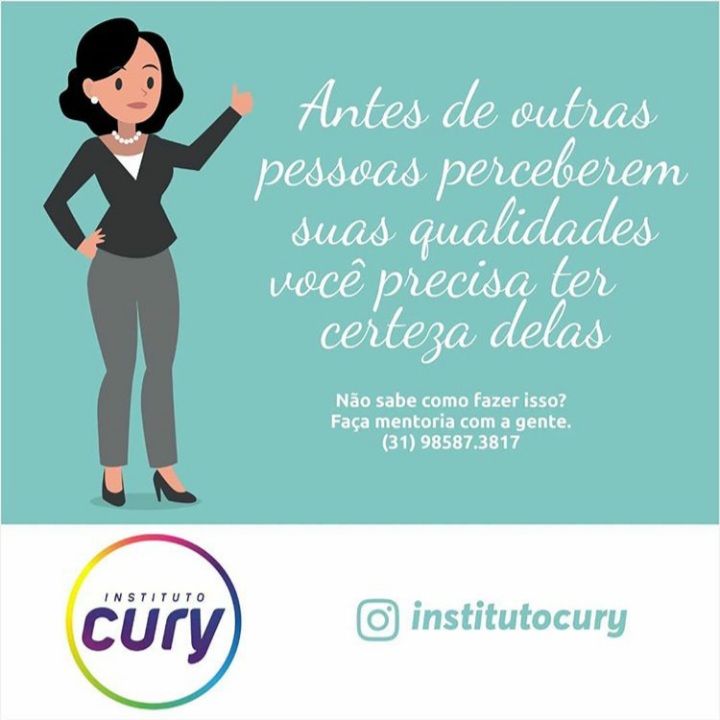 Antes de outras
pessoas perceberem
suas qualidades
você precisa ter
certeza delas
Não sabe como fazer isso?
Faça mentoria com a gente.
(31) 98587.3817
INSTITUTO
cury
institutocury